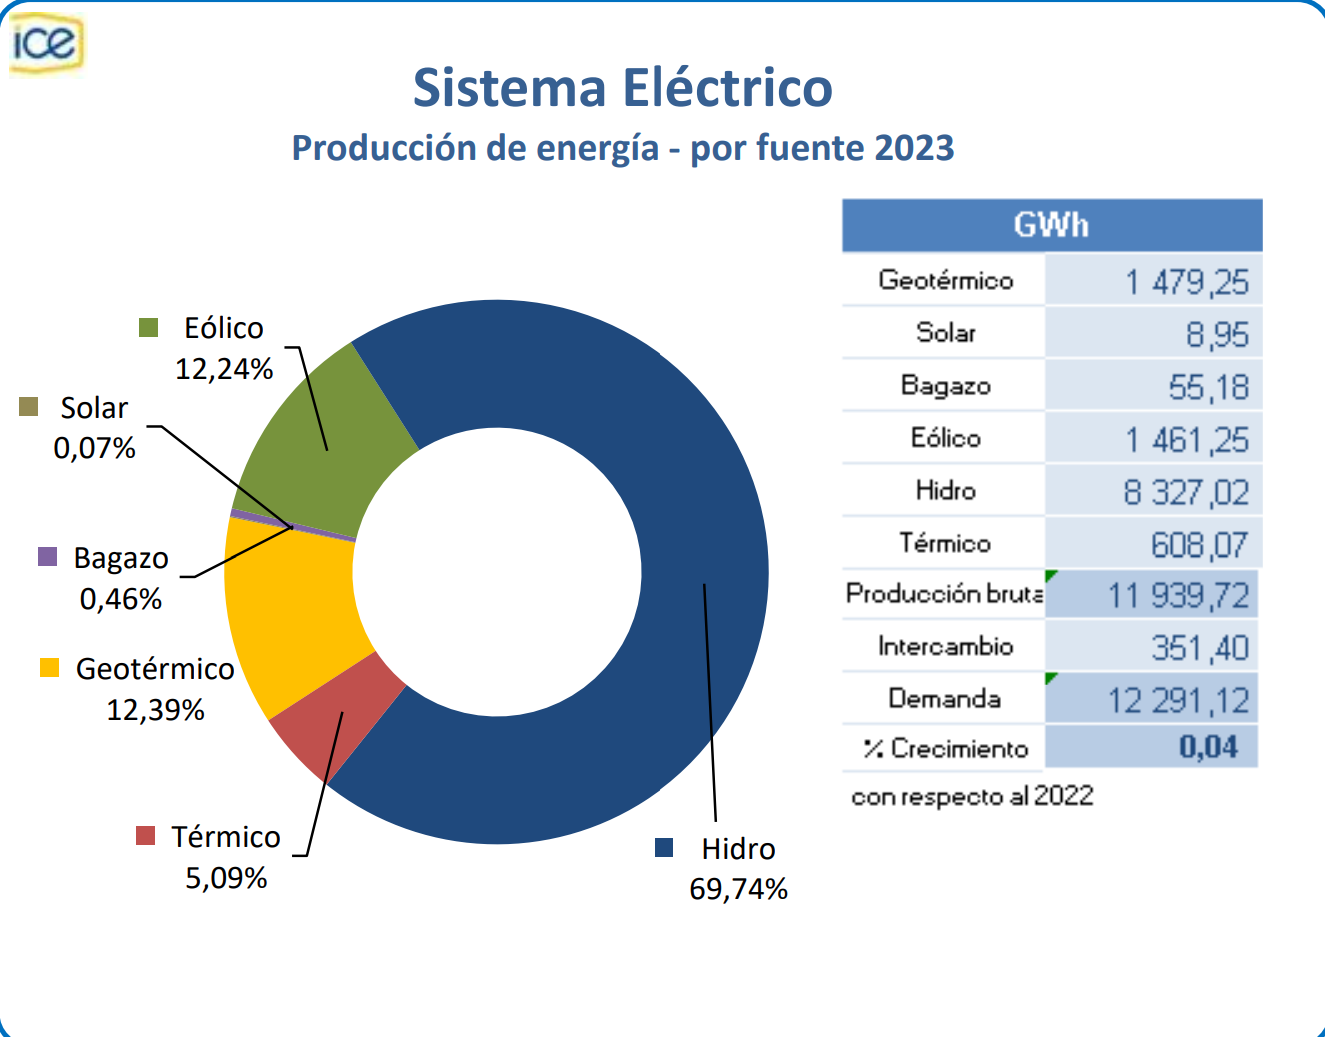 ice
Sistema Eléctrico
Producción de energía - por fuente 2023
Eólico
12,24%
Solar
0,07%
Bagazo
0,46%
Geotérmico
12,39%
Térmico
5,09%
Hidro
69,74%
GWh
Geotérmico 1 479,25
Solar 8,95
Bagazo 55,18
Eólico 1 461,25
Hidro 8 327,02
Térmico 608,07
Producción bruta 11 939,72
Intercambio 351,40
Demanda 12 291,12
% Crecimiento 0,04
con respecto al 2022